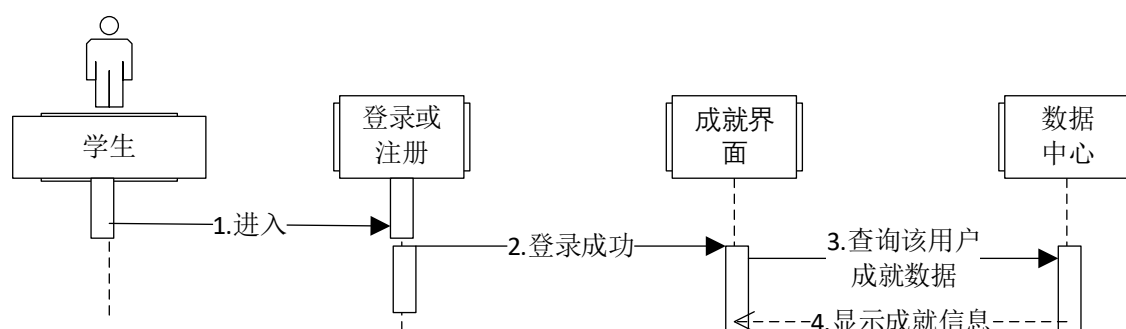 学生
登录或
注册
成就界
面
数据
中心
1.进入
2.登录成功
3.查询该用户
成就数据
4.显示成就信息